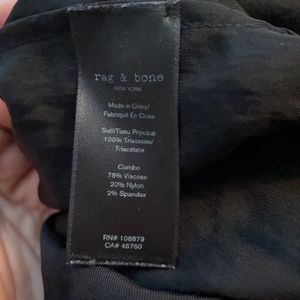 rag & bone
NEW YORK
Made in China/
Fabriqué En Chine
Self/Tissu Principal
100% Triacetate/
Triacétate
Combo
78% Viscose
20% Nylon
2% Spandex
RN# 108879
CA# 45760